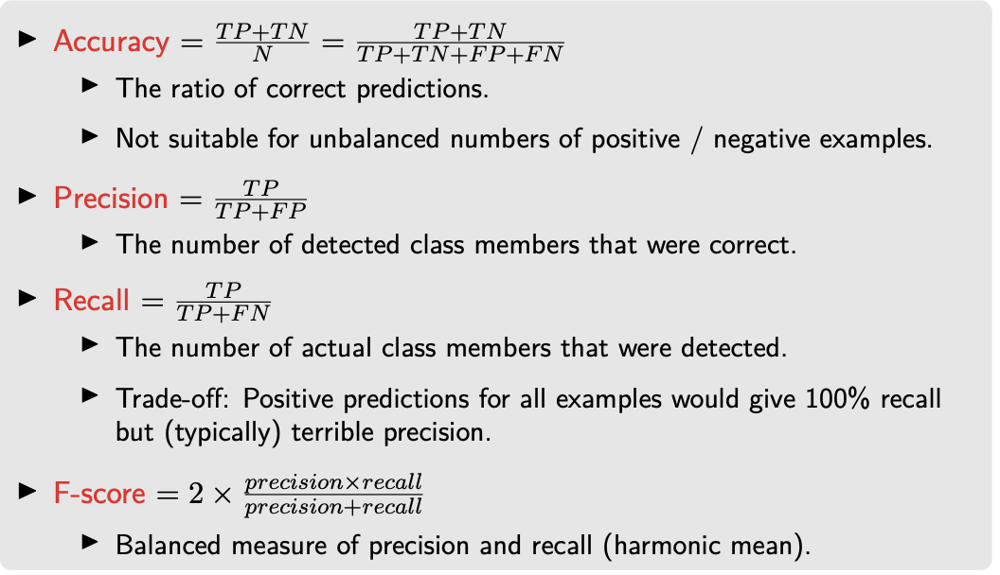 ▶ Accuracy = \frac{TP+TN}{N} = \frac{TP+TN}{TP+TN+FP+FN}
▶ The ratio of correct predictions.
▶ Not suitable for unbalanced numbers of positive / negative examples.
▶ Precision = \frac{TP}{TP+FP}
▶ The number of detected class members that were correct.
▶ Recall = \frac{TP}{TP+FN}
▶ The number of actual class members that were detected.
▶ Trade-off: Positive predictions for all examples would give 100% recall
but (typically) terrible precision.
▶ F-score = 2 × \frac{precision×recall}{precision+recall}
▶ Balanced measure of precision and recall (harmonic mean).